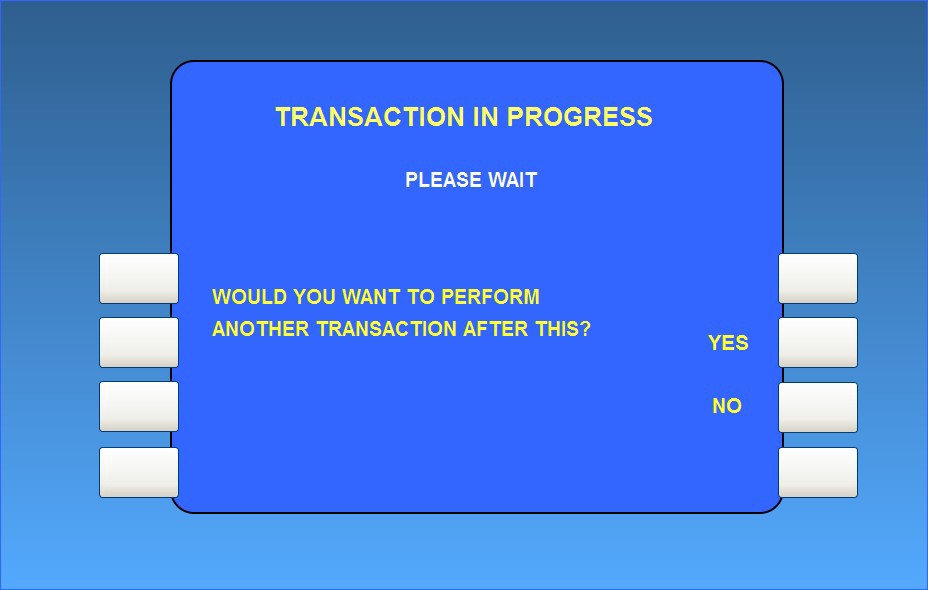 TRANSACTION IN PROGRESS
PLEASE WAIT
WOULD YOU WANT TO PERFORM
ANOTHER TRANSACTION AFTER THIS?
YES
NO